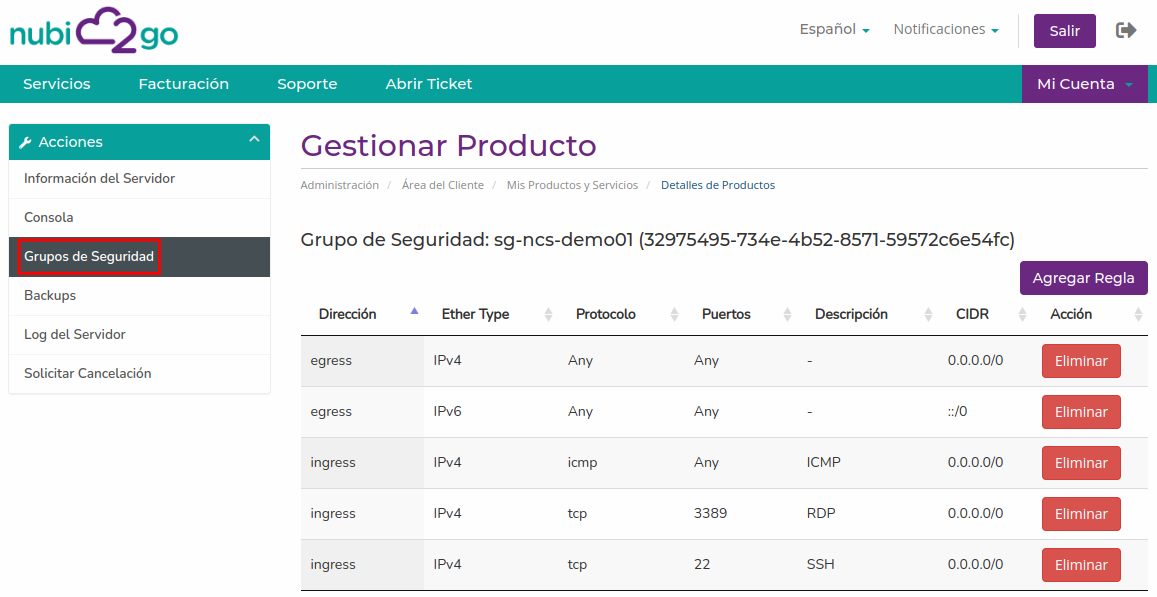 nubi2go
Español Notificaciones Salir
Servicios Facturación Soporte Abrir Ticket Mi Cuenta
Acciones
Información del Servidor
Consola
Grupos de Seguridad
Backups
Log del Servidor
Solicitar Cancelación
Gestionar Producto
Administración / Área del Cliente / Mis Productos y Servicios / Detalles de Productos
Grupo de Seguridad: sg-ncs-demo01 (32975495-734e-4b52-8571-59572c6e54fc)
Agregar Regla
Dirección Ether Type Protocolo Puertos Descripción CIDR Acción
egress IPv4 Any Any - 0.0.0.0/0 Eliminar
egress IPv6 Any Any - ::/0 Eliminar
ingress IPv4 icmp Any ICMP 0.0.0.0/0 Eliminar
ingress IPv4 tcp 3389 RDP 0.0.0.0/0 Eliminar
ingress IPv4 tcp 22 SSH 0.0.0.0/0 Eliminar